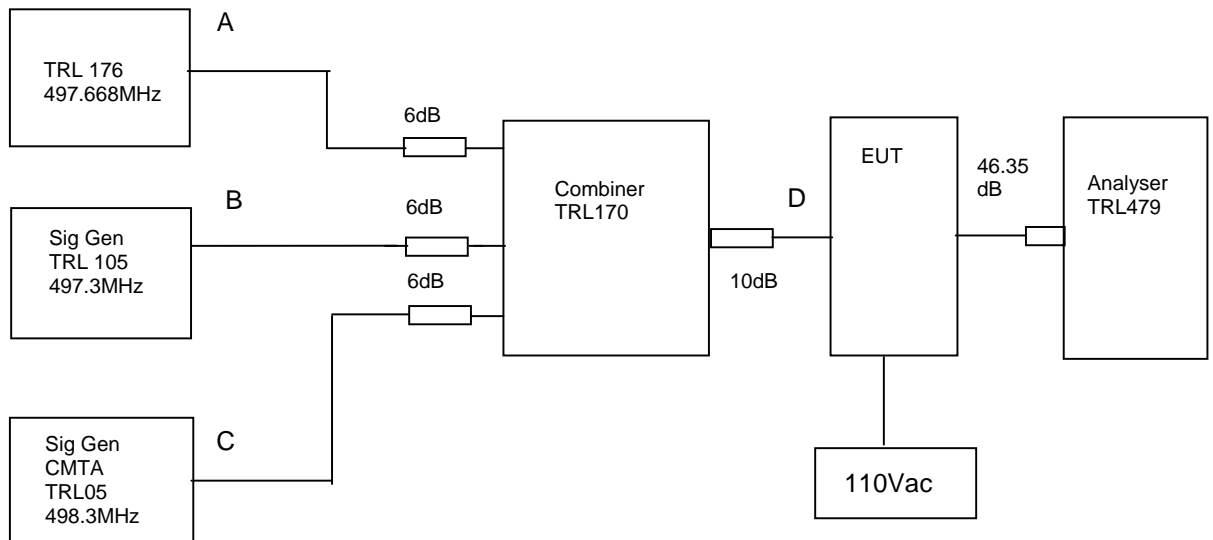 A
TRL 176
497.668MHz
6dB
B
Sig Gen
TRL 105
497.3MHz
6dB
6dB
C
Sig Gen
CMTA
TRL05
498.3MHz
Combiner
TRL170
10dB
D
EUT
110Vac
46.35
dB
Analyser
TRL479